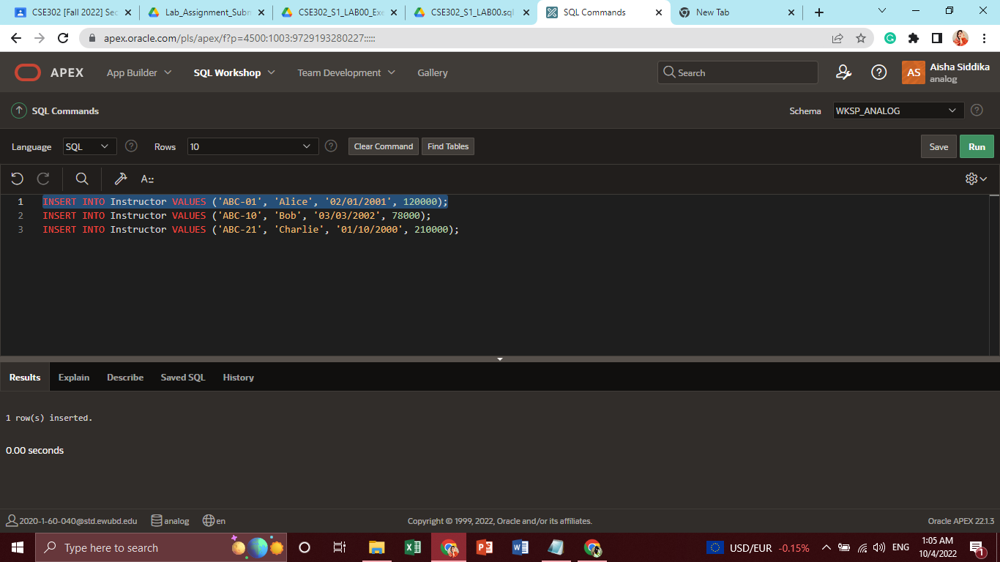 CSE302 [Fall 2022] Sec
Lab_Assignment_Subm
CSE302_S1_LAB00_Exe
CSE302_S1_LAB00.sql
SQL Commands
New Tab
apex.oracle.com/pls/apex/f?p=4500:1003:9729193280227:::::
APEX
App Builder
SQL Workshop
Team Development
Gallery
Search
AS
Aisha Siddika
analog
SQL Commands
Schema
WKSP_ANALOG
Language
SQL
Rows
10
Clear Command
Find Tables
Save
Run
A::
1 INSERT INTO Instructor VALUES ('ABC-01', 'Alice', '02/01/2001', 120000);
2 INSERT INTO Instructor VALUES ('ABC-10', 'Bob', '03/03/2002', 78000);
3 INSERT INTO Instructor VALUES ('ABC-21', 'Charlie', '01/10/2000', 210000);
Results
Explain
Describe
Saved SQL
History
1 row(s) inserted.
0.00 seconds
2020-1-60-040@std.ewubd.edu
analog
en
Copyright © 1999, 2022, Oracle and/or its affiliates.
Oracle APEX 22.1.3
Type here to search
USD/EUR -0.15%
ENG
1:05 AM
10/4/2022
1